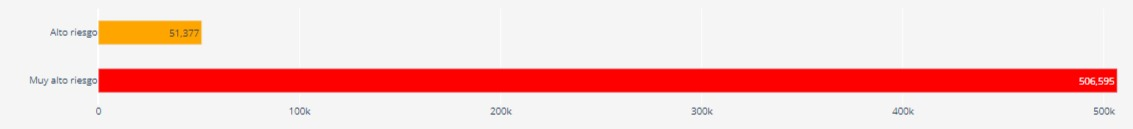 Alto riesgo 51,377
Muy alto riesgo 506,595
0 100k 200k 300k 400k 500k